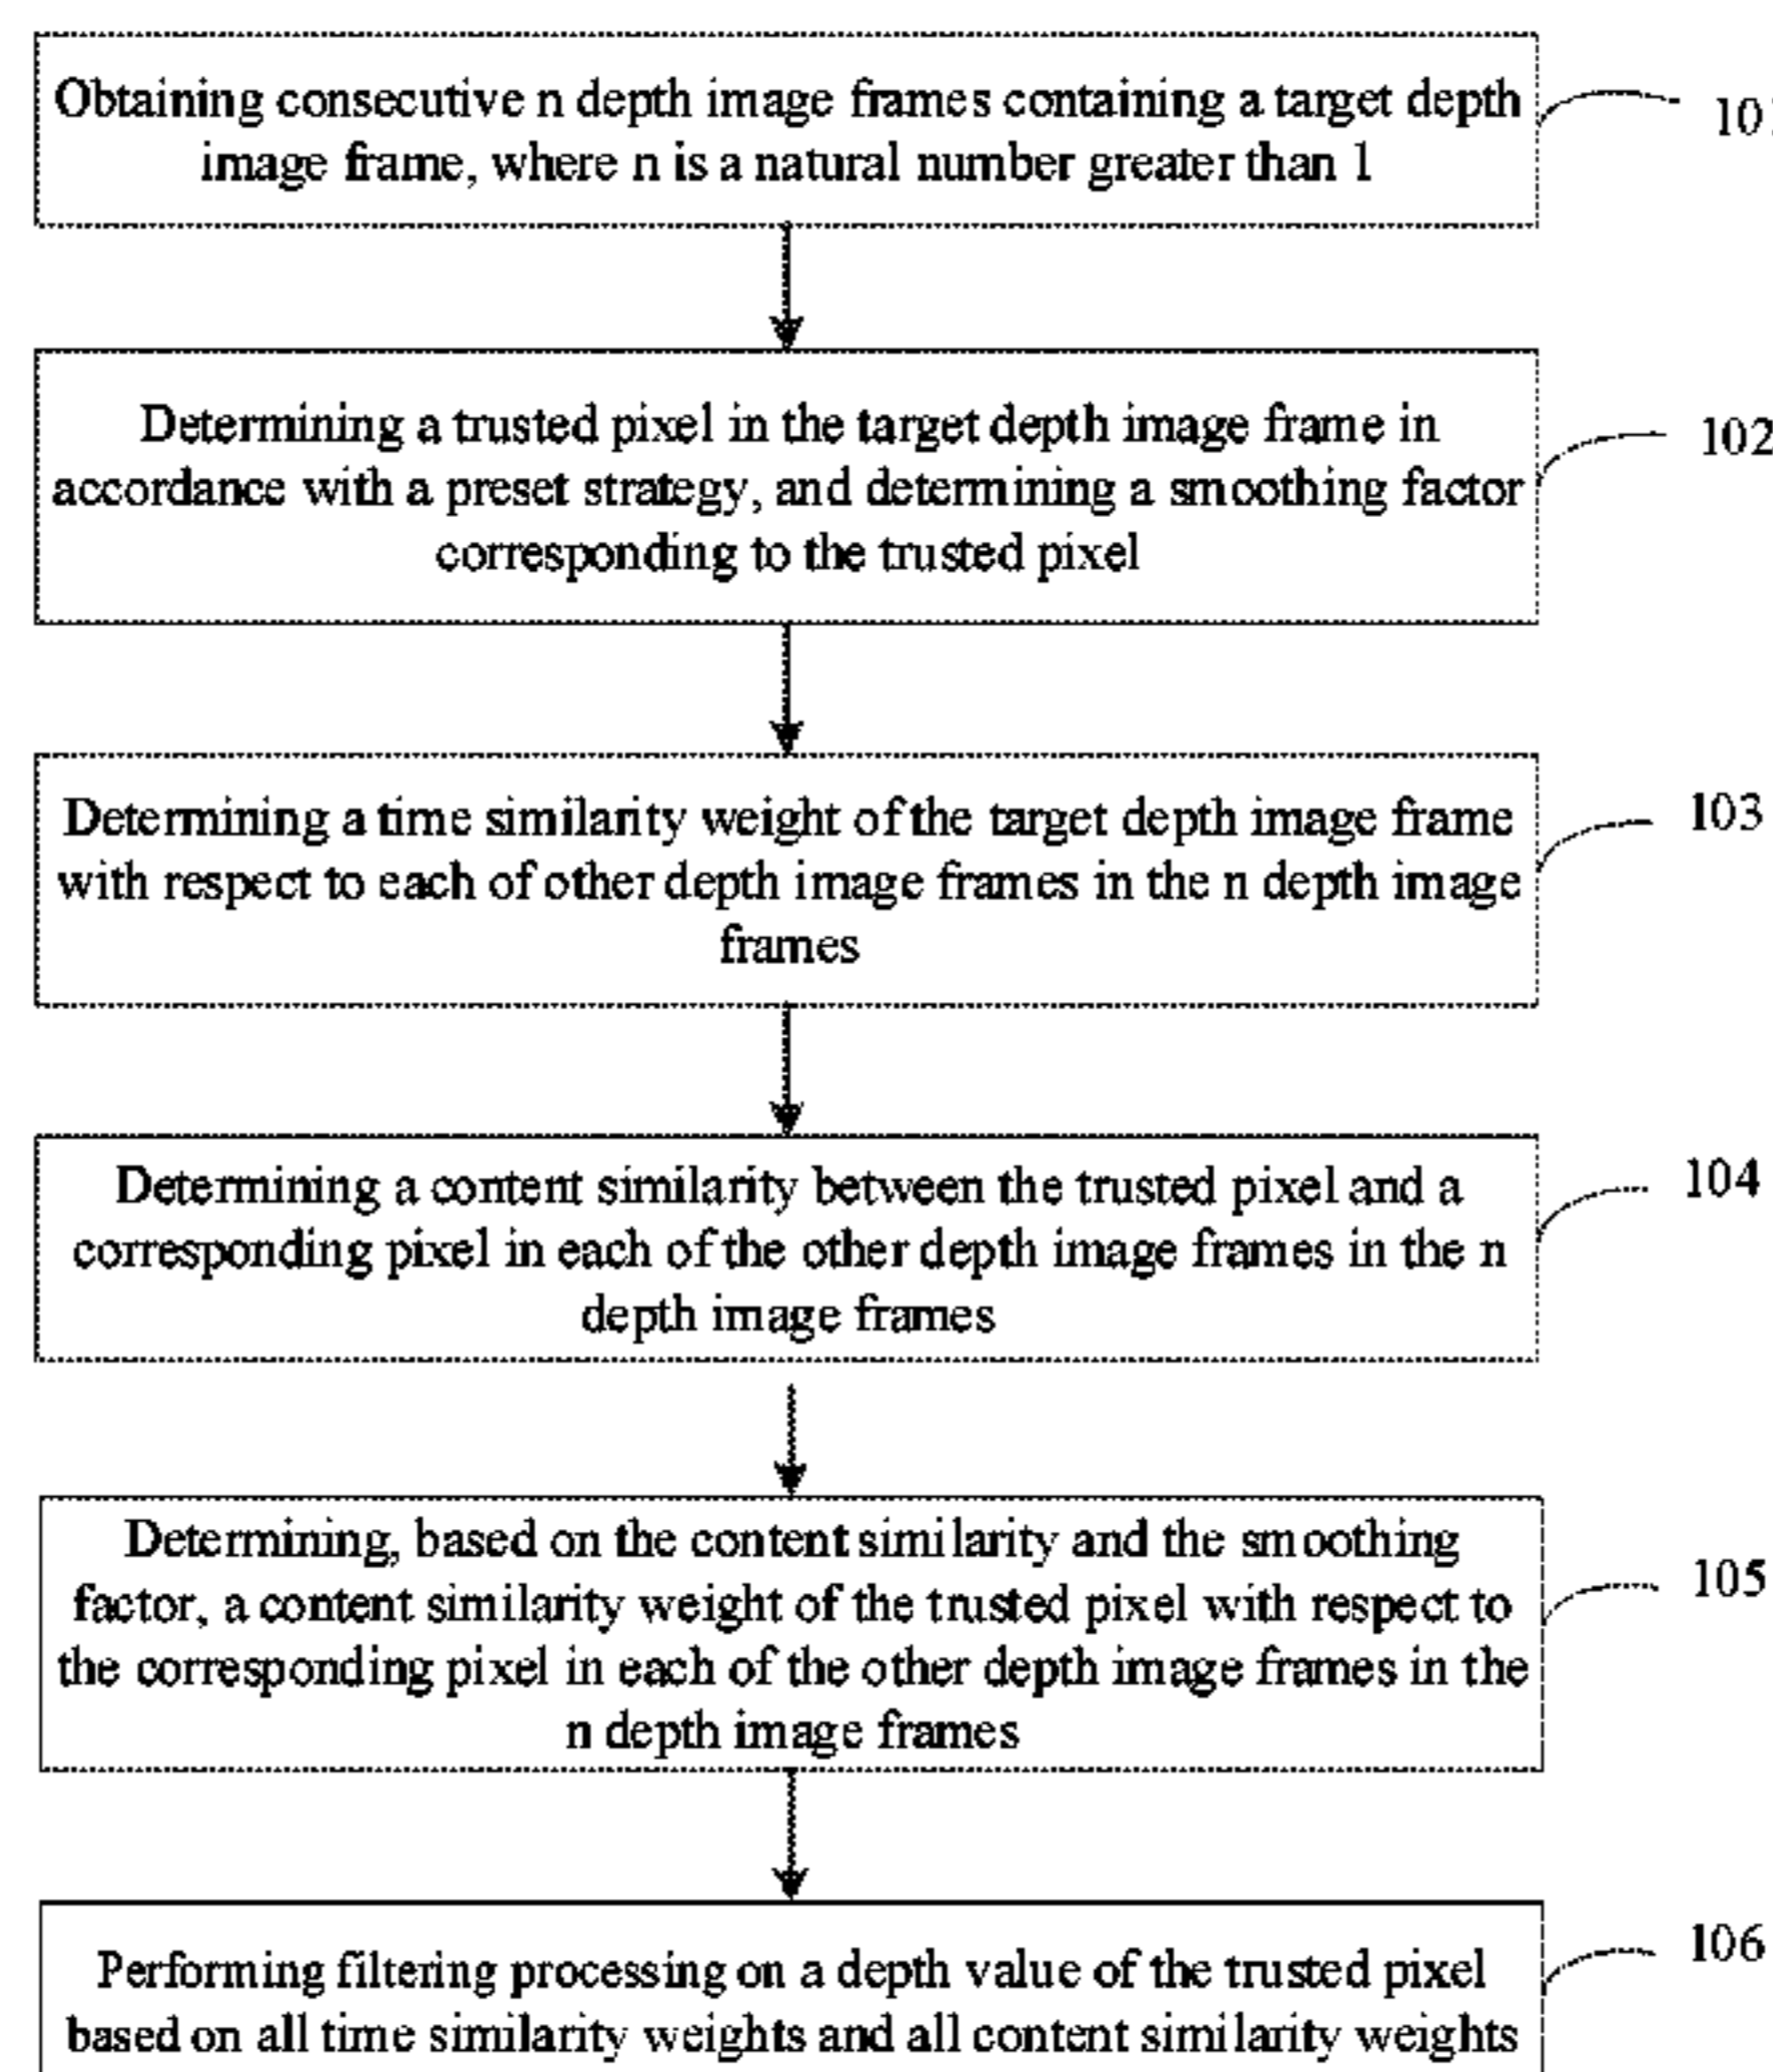 Obtaining consecutive n depth image frames containing a target depth
image frame, where n is a natural number greater than 1
102
Determining a trusted pixel in the target depth image frame in
accordance with a preset strategy, and determining a smoothing factor
corresponding to the trusted pixel
103
Determining a time similarity weight of the target depth image frame
with respect to each of other depth image frames in the n depth image
frames
104
Determining a content similarity between the trusted pixel and a
corresponding pixel in each of the other depth image frames in the n
depth image frames
105
Determining, based on the content similarity and the smoothing
factor, a content similarity weight of the trusted pixel with respect to
the corresponding pixel in each of the other depth image frames in the
n depth image frames
106
Performing filtering processing on a depth value of the trusted pixel
based on all time similarity weights and all content similarity weights